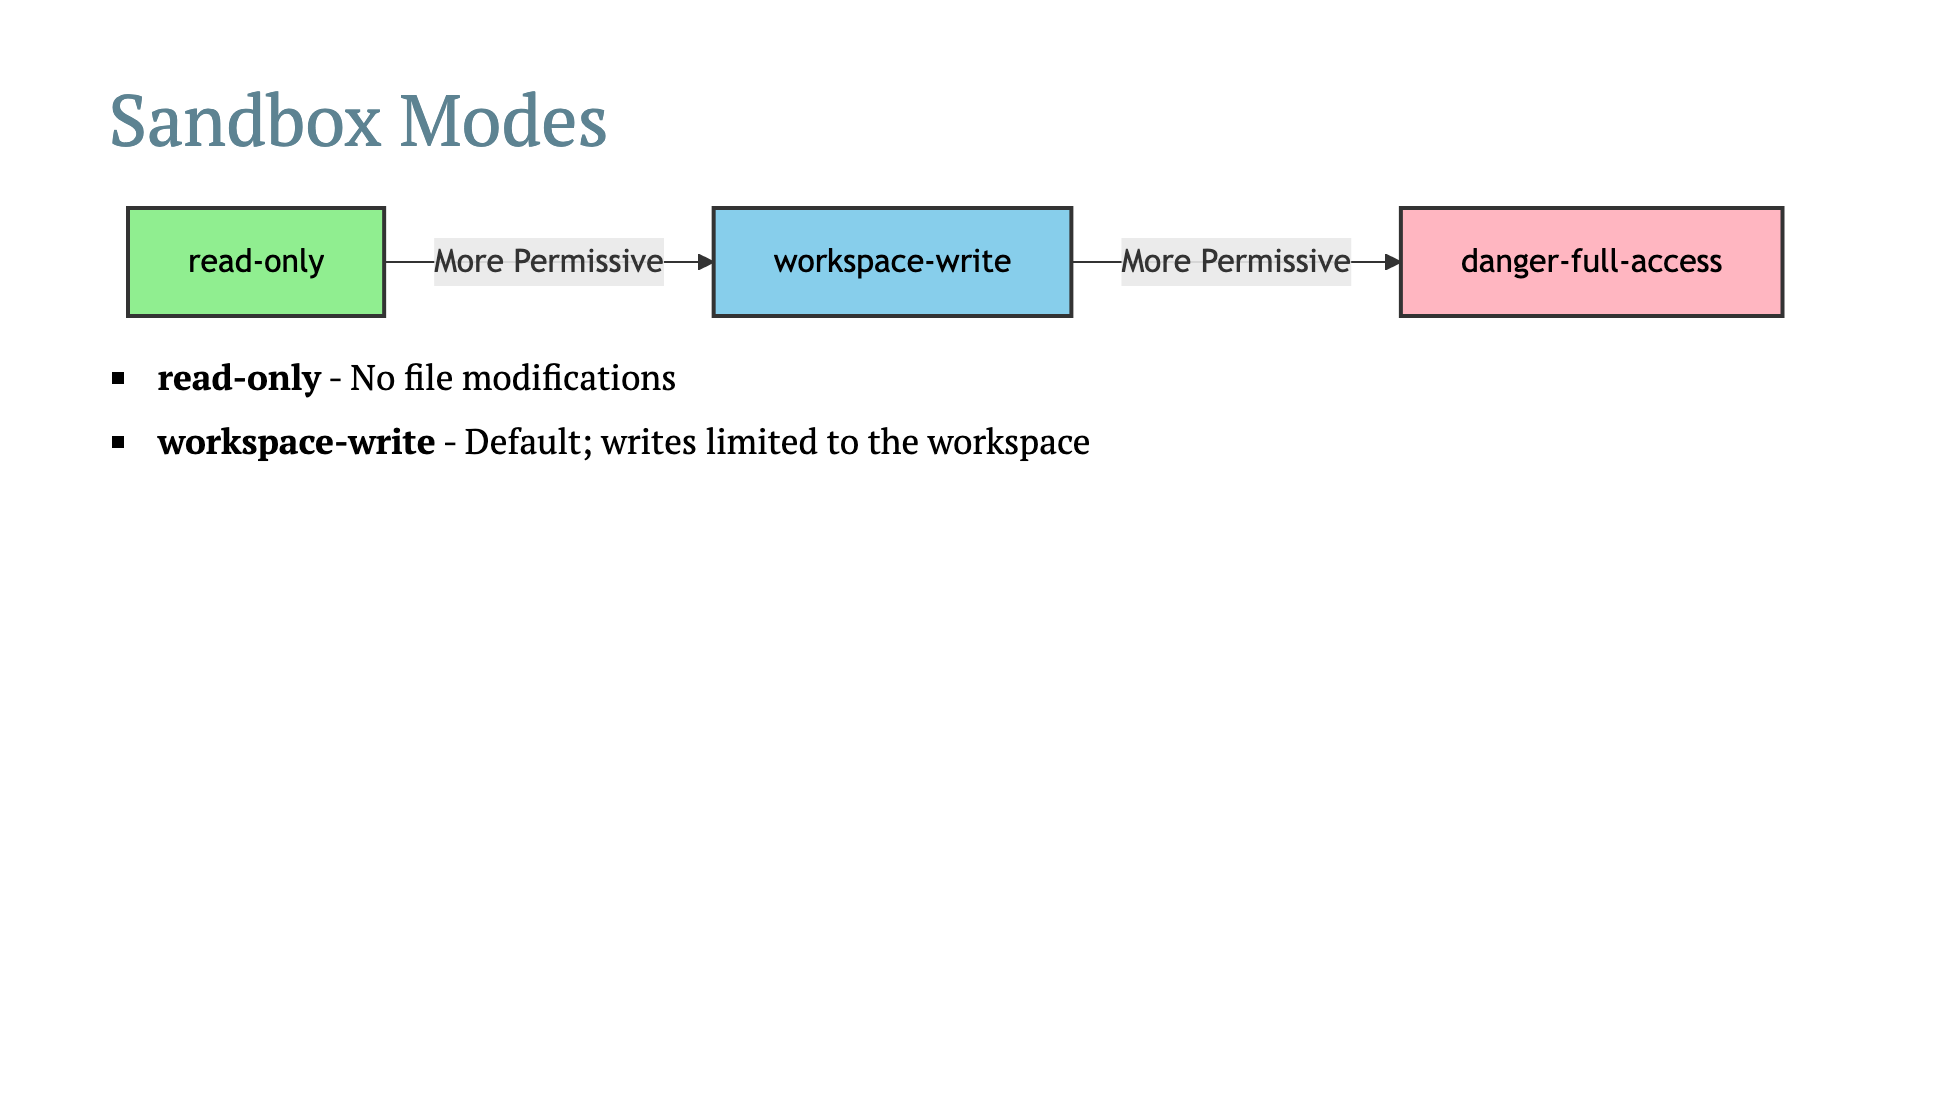 Sandbox Modes
read-only More Permissive workspace-write More Permissive danger-full-access
▪ read-only - No file modifications
▪ workspace-write - Default; writes limited to the workspace